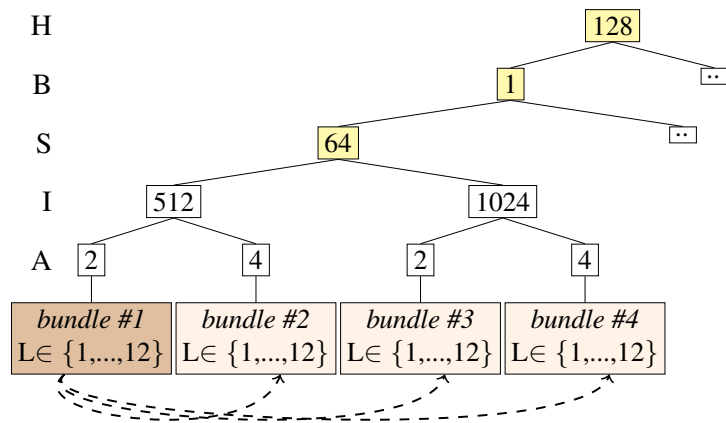 H 128
B 1 ..
S 64 ..
I 512 1024
A 2 4 2 4
bundle #1 bundle #2 bundle #3 bundle #4
L∈ {1,...,12} L∈ {1,...,12} L∈ {1,...,12} L∈ {1,...,12}